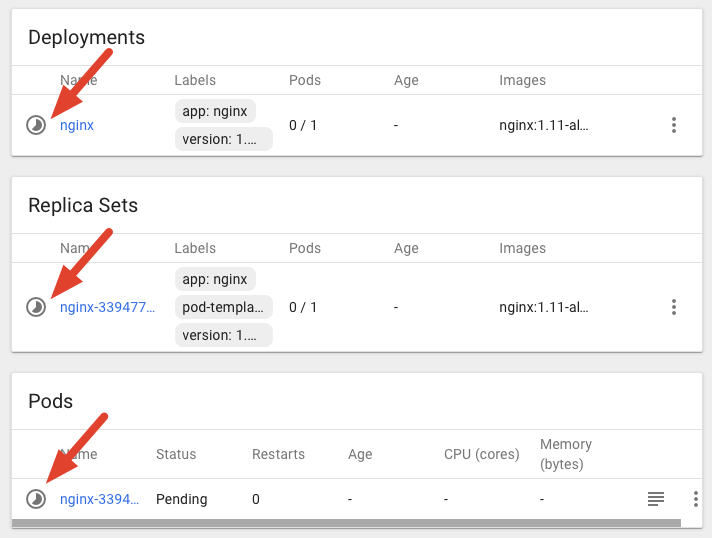 Deployments
Name Labels Pods Age Images
app: nginx
nginx 0 / 1 - nginx:1.11-al...
version: 1....
Replica Sets
Name Labels Pods Age Images
app: nginx
nginx-339477... pod-templa... 0 / 1 - nginx:1.11-al...
version: 1....
Pods
Name Status Restarts Age CPU (cores) Memory (bytes)
nginx-3394... Pending 0 - - -